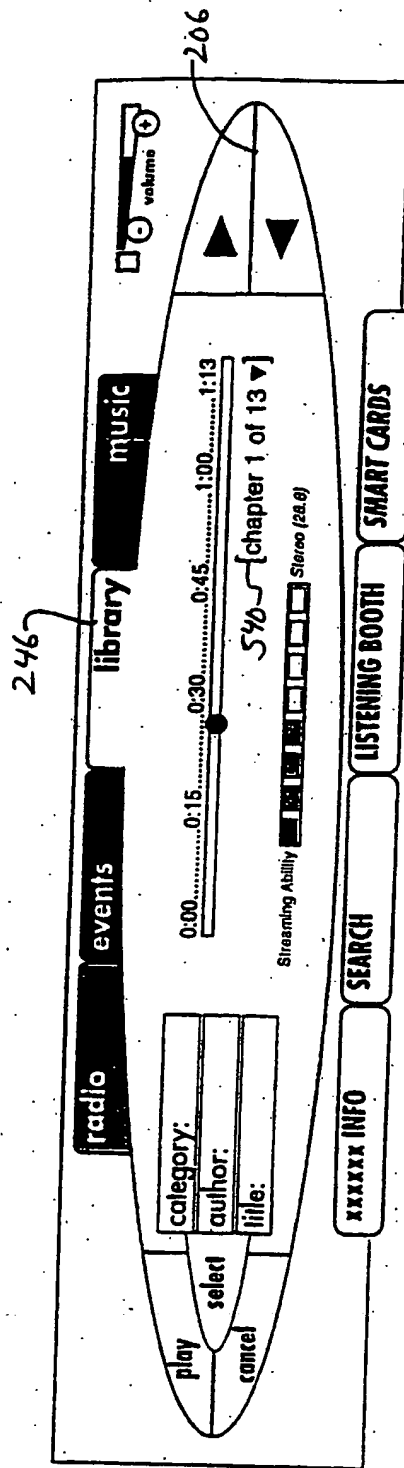 246
206
radio
events
library
music
- volume +
play
select
cancel
category:
author:
title:
0:00.........0:15.........0:30.........0:45.........1:00.........1:13
540
[chapter 1 of 13 ▼]
Streaming Ability
Stereo (28.8)
xxxxxx INFO
SEARCH
LISTENING BOOTH
SMART CARDS